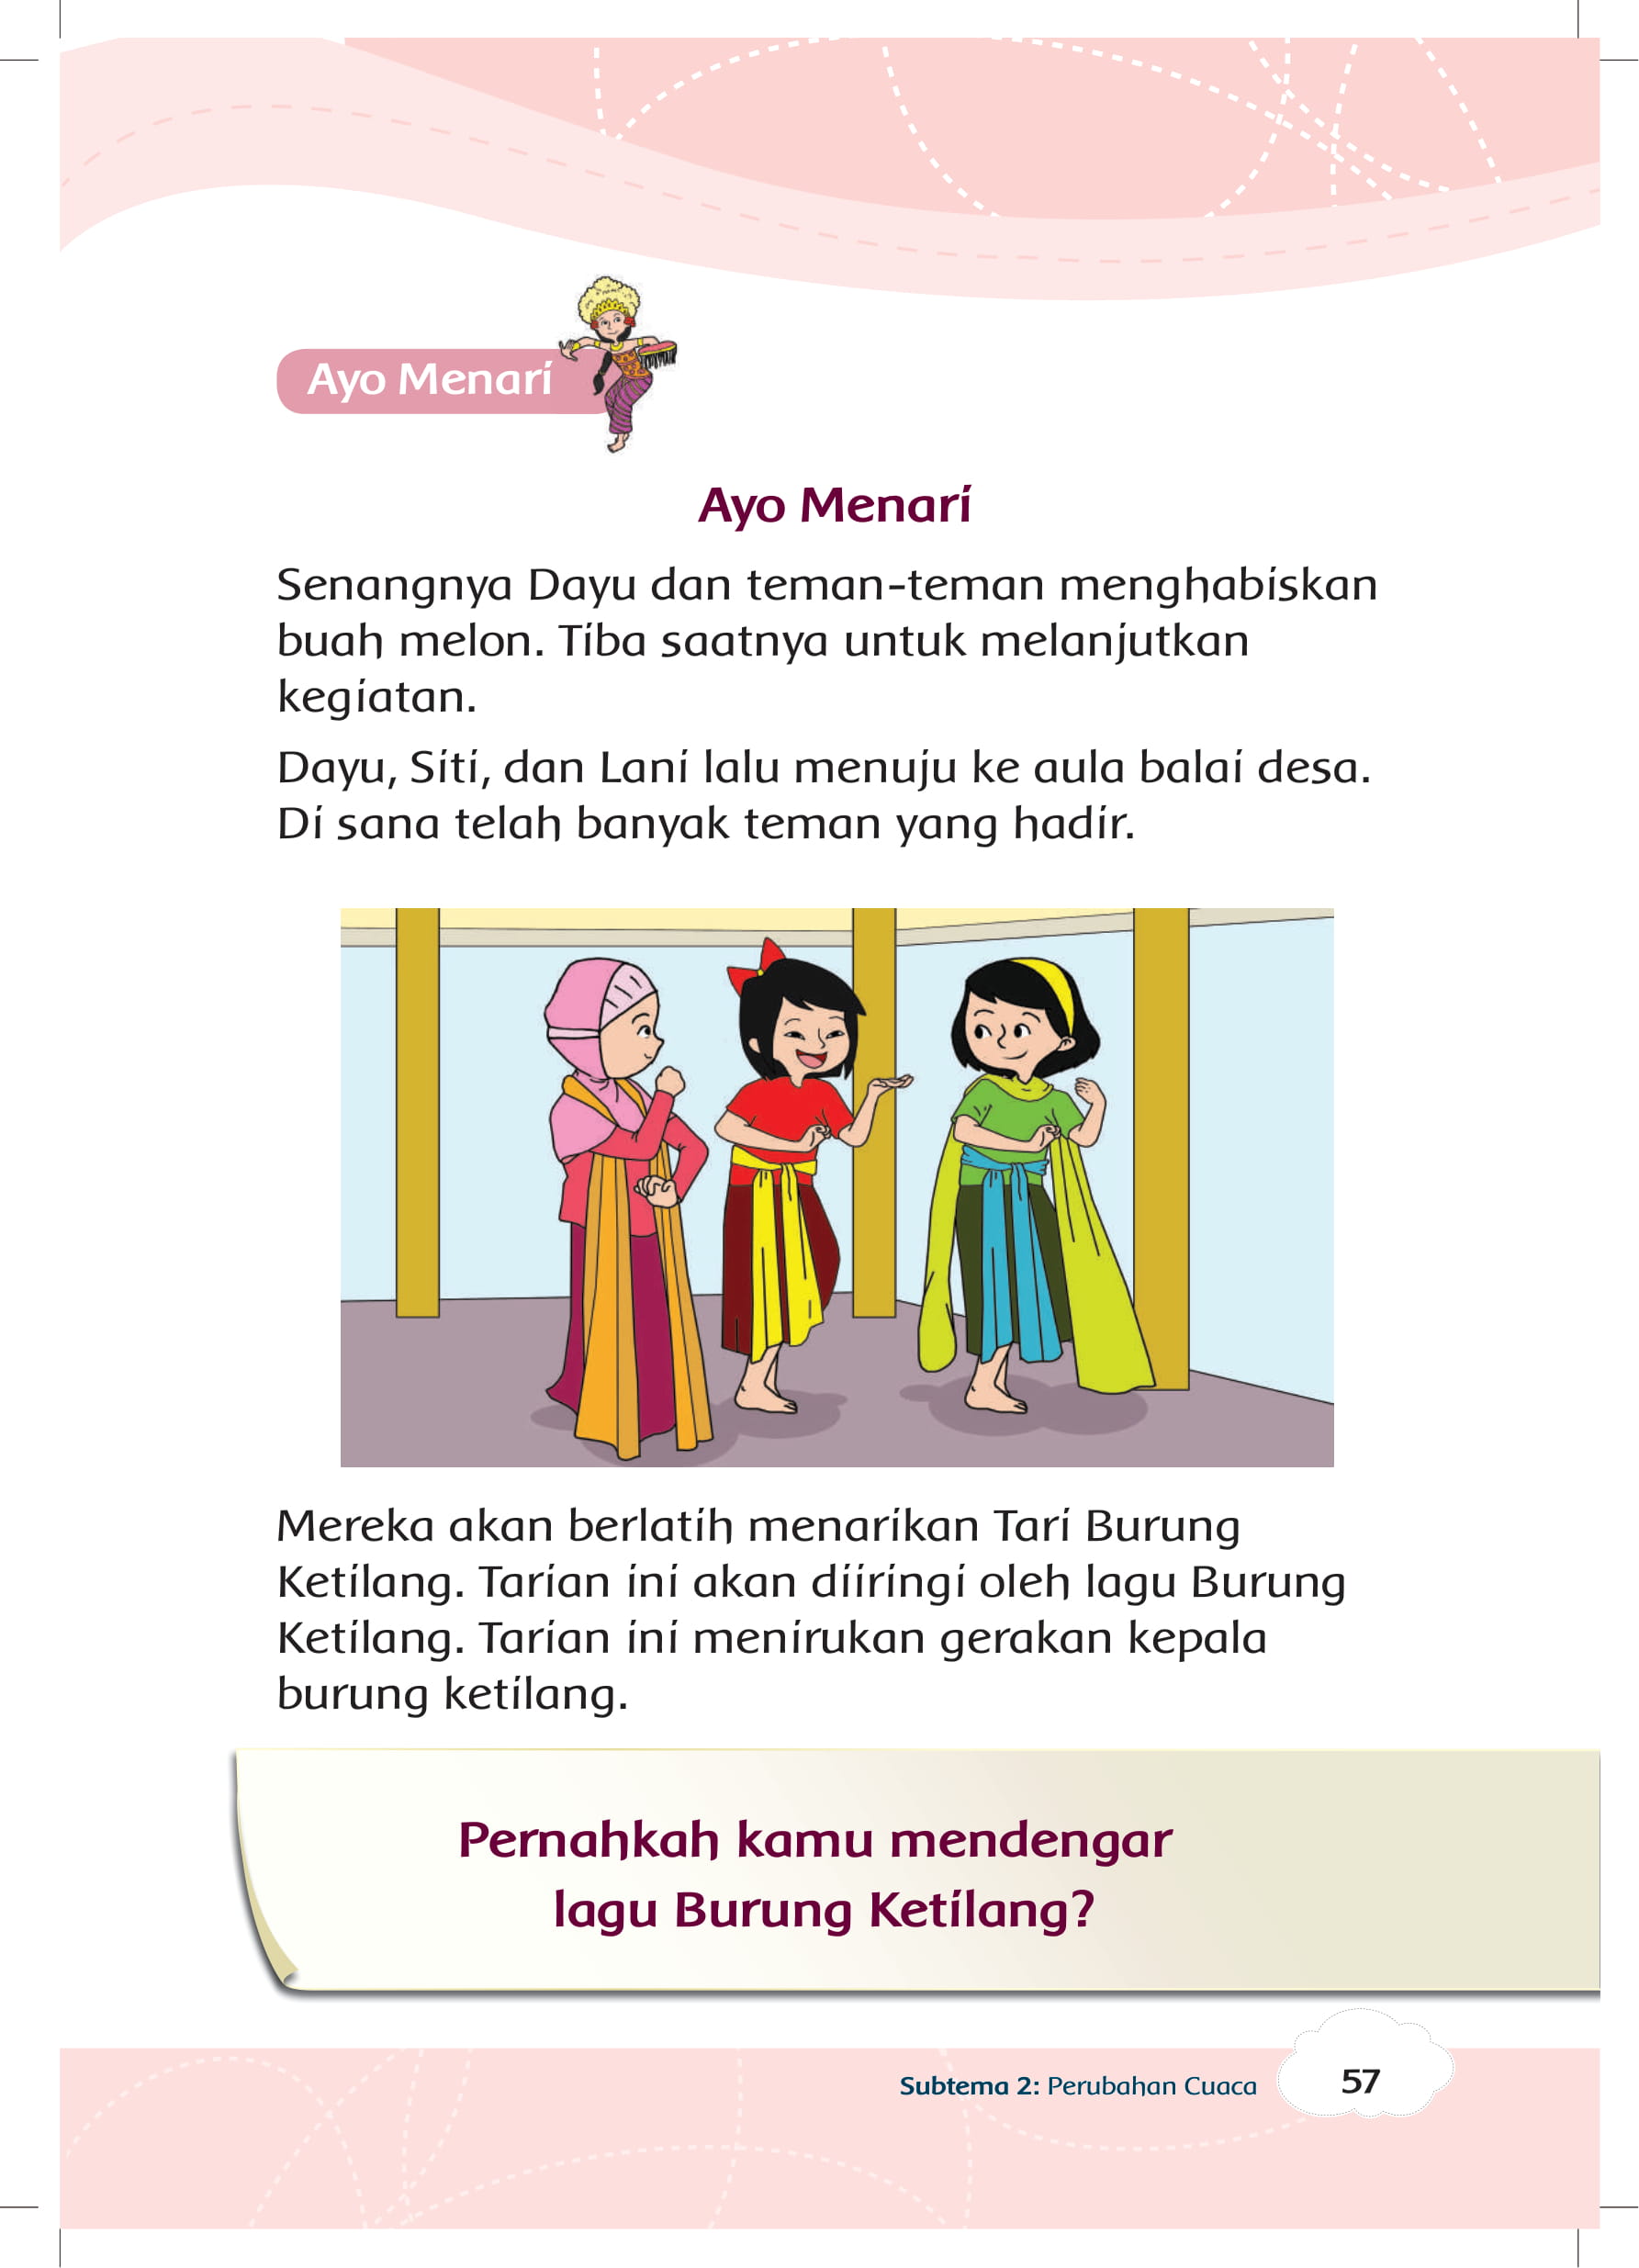 Ayo Menari
Ayo Menari
Senangnya Dayu dan teman-teman menghabiskan
buah melon. Tiba saatnya untuk melanjutkan
kegiatan.
Dayu, Siti, dan Lani lalu menuju ke aula balai desa.
Di sana telah banyak teman yang hadir.
Mereka akan berlatih menarikan Tari Burung
Ketilang. Tarian ini akan diiringi oleh lagu Burung
Ketilang. Tarian ini menirukan gerakan kepala
burung ketilang.
Pernahkah kamu mendengar
lagu Burung Ketilang?
Subtema 2: Perubahan Cuaca
57